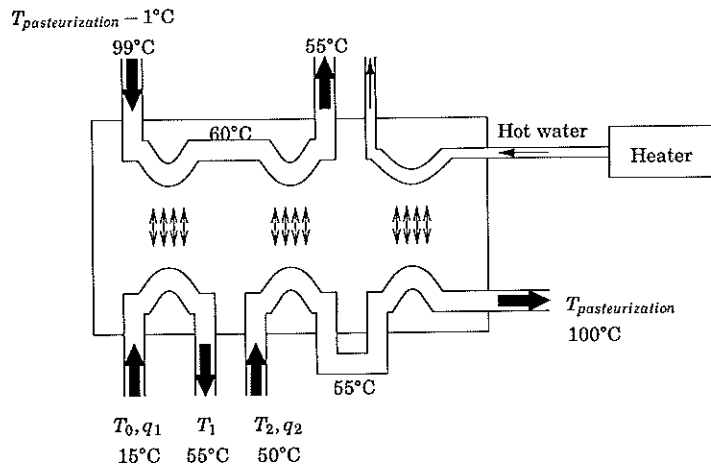 T_pasteurization – 1°C
99°C
55°C
60°C
Hot water
Heater
T_pasteurization
100°C
55°C
T_0, q_1
T_1
T_2, q_2
15°C
55°C
50°C